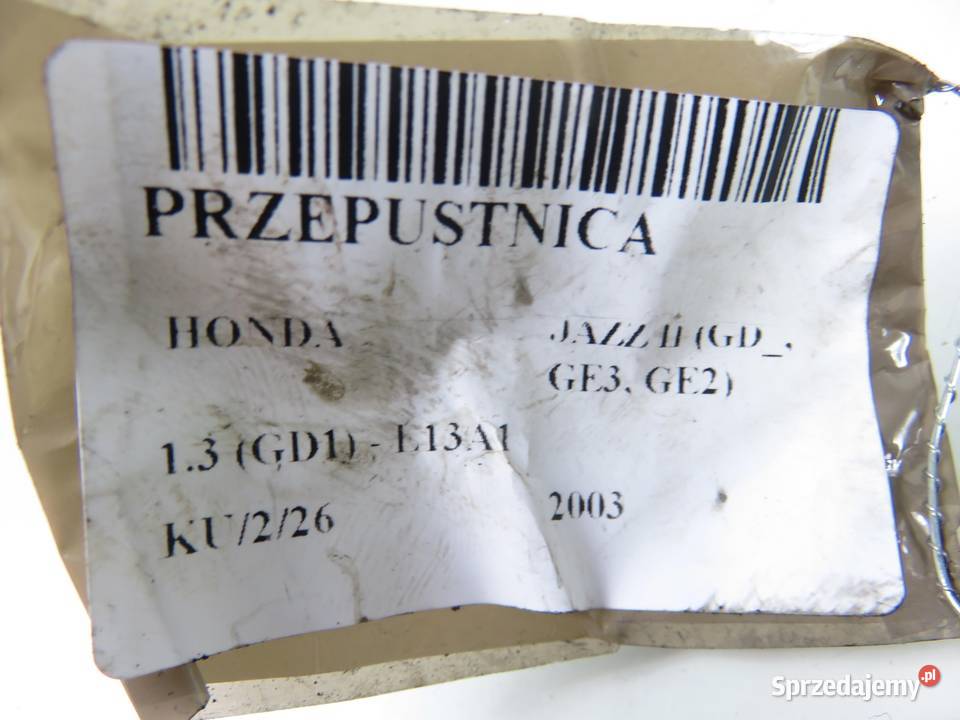 PRZEPUSTNICA
HONDA
JAZZ II (GD_,
GE3, GE2)
1.3 (GD1) - L13A1
KU/2/26
2003
Sprzedajemy.pl